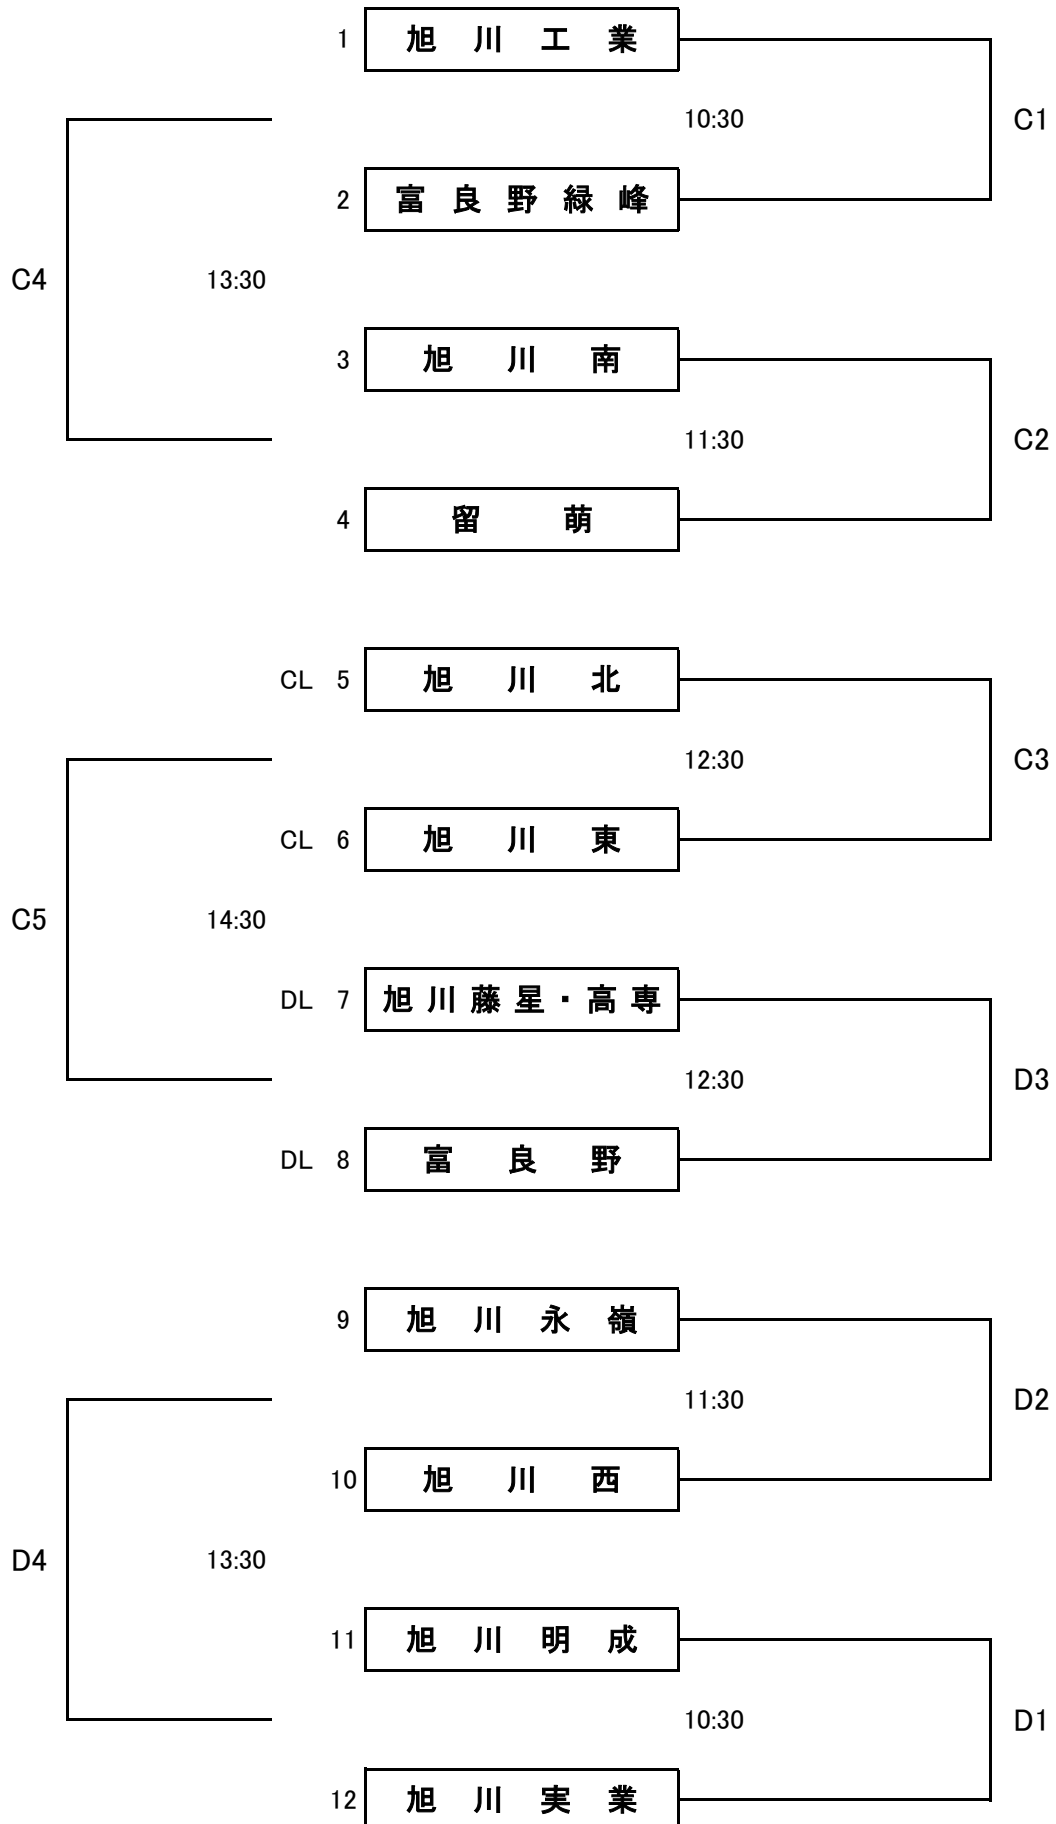 1 旭川工業
10:30 C1
2 富良野緑峰
C4 13:30
3 旭川南
11:30 C2
4 留萌
CL 5 旭川北
12:30 C3
CL 6 旭川東
C5 14:30
DL 7 旭川藤星・高専
12:30 D3
DL 8 富良野
9 旭川永嶺
11:30 D2
10 旭川西
D4 13:30
11 旭川明成
10:30 D1
12 旭川実業